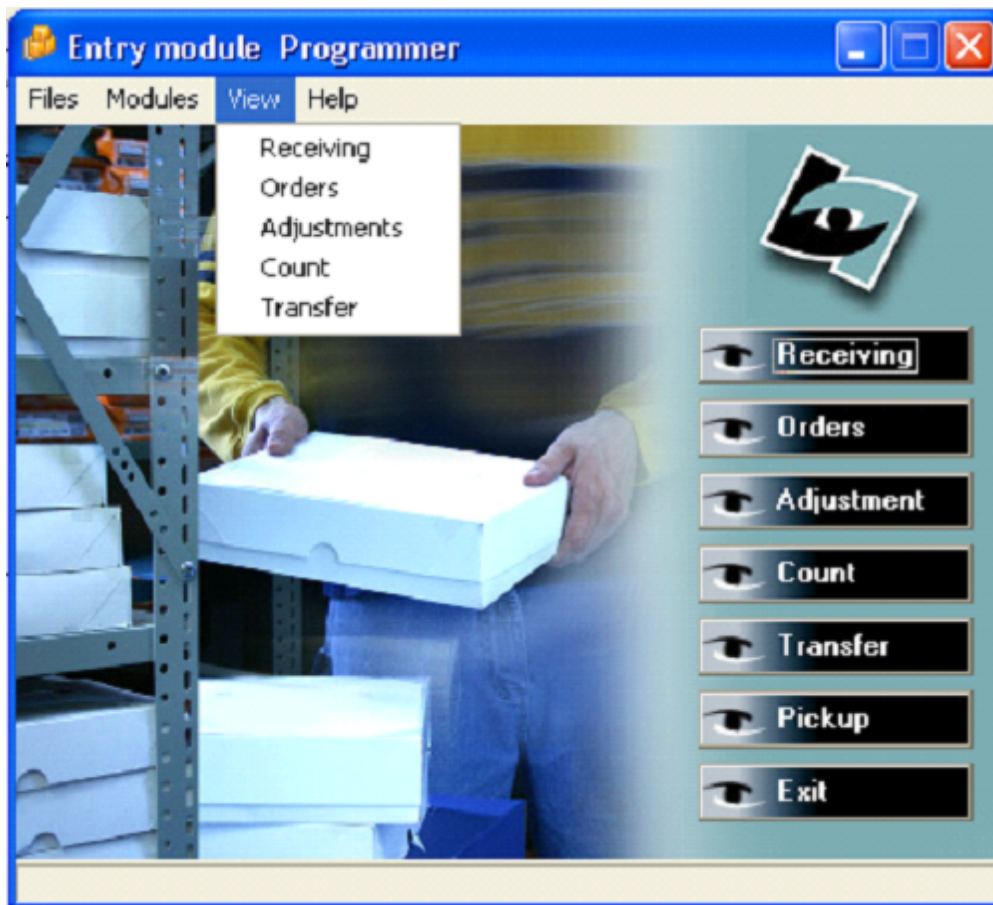 Entry module  Programmer
Files  Modules  View  Help
Receiving
Orders
Adjustments
Count
Transfer
Receiving
Orders
Adjustment
Count
Transfer
Pickup
Exit